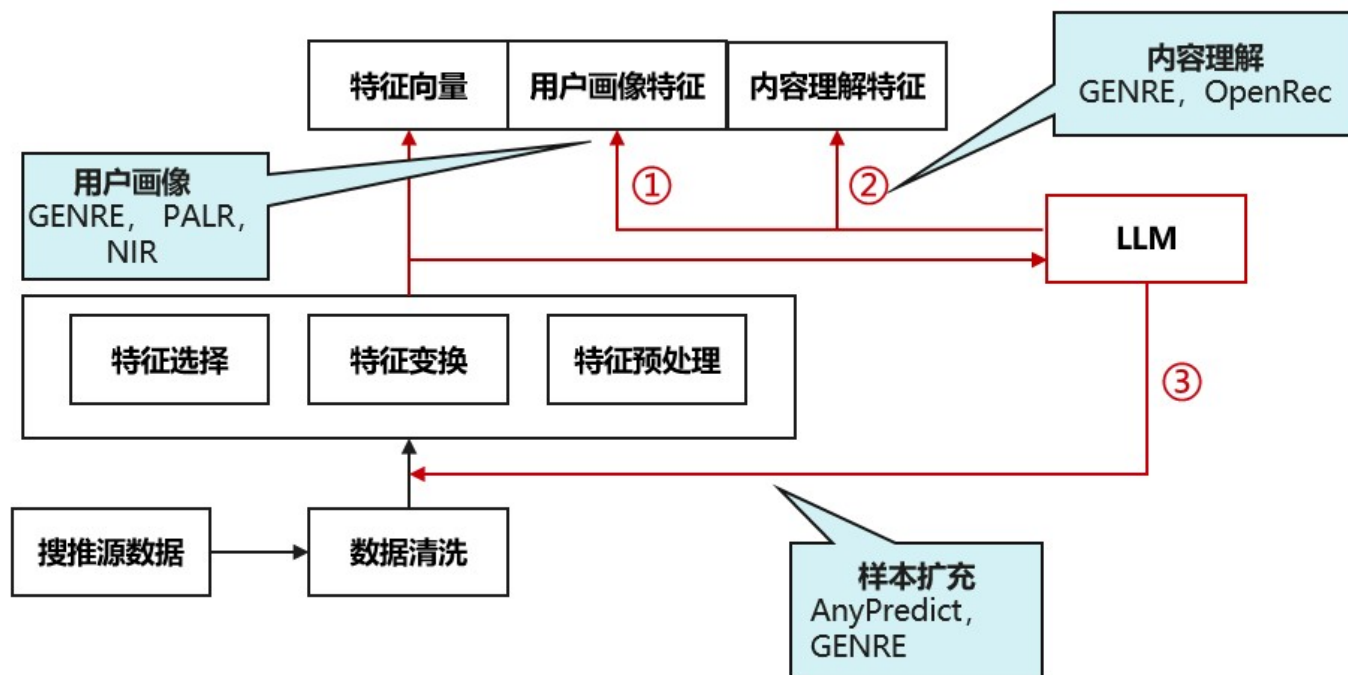 特征向量
用户画像特征
内容理解特征
内容理解
GENRE，OpenRec
用户画像
GENRE， PALR，
NIR
①
②
LLM
特征选择
特征变换
特征预处理
③
搜推源数据
数据清洗
样本扩充
AnyPredict，
GENRE